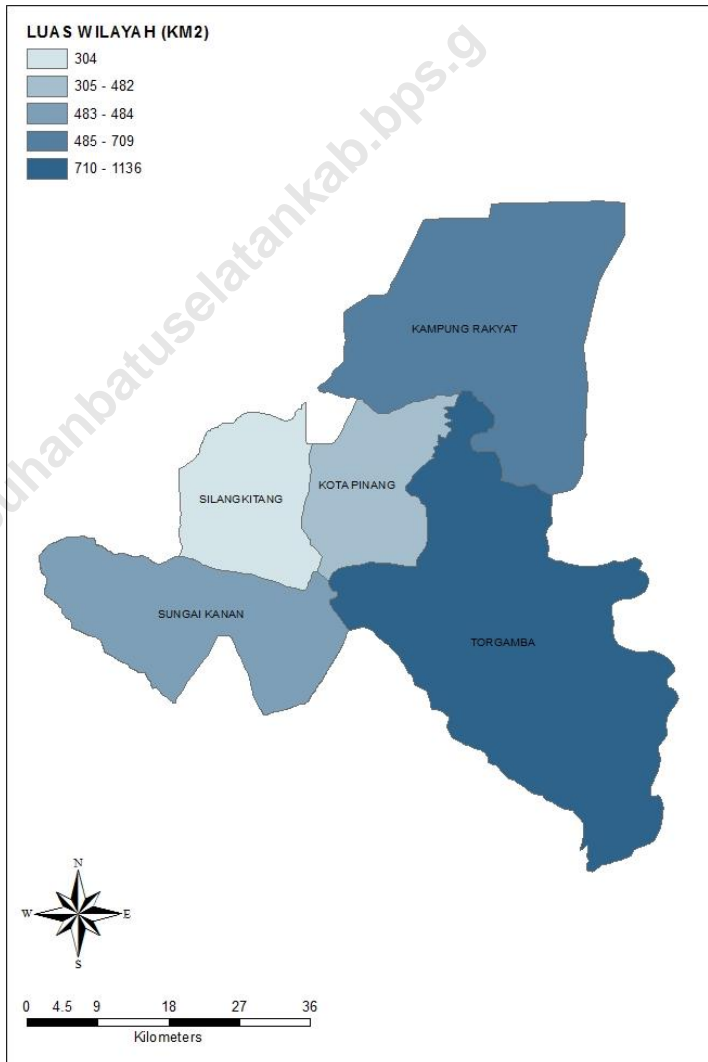 LUAS WILAYAH (KM2)
304
305 - 482
483 - 484
485 - 709
710 - 1136
uhanbatuselatankab.bps.g
KAMPUNG RAKYAT
SILANGKITANG
KOTA PINANG
SUNGAI KANAN
TORGAMBA
N
W E
S
0 4.5 9 18 27 36
Kilometers